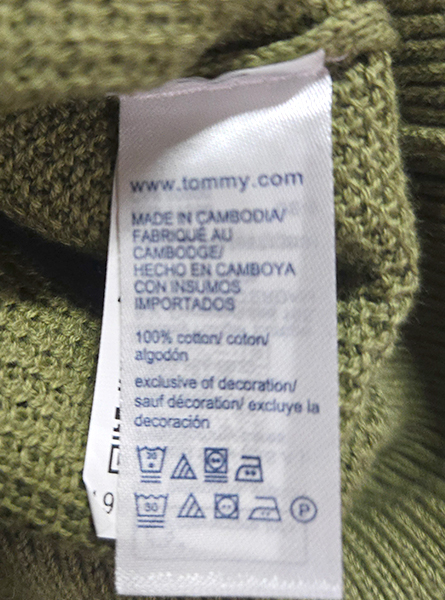 www.tommy.com
MADE IN CAMBODIA/
FABRIQUÉ AU
CAMBODGE/
HECHO EN CAMBOYA
CON INSUMOS
IMPORTADOS
100% cotton/ coton/
algodón
exclusive of decoration/
sauf décoration/ excluye la
decoración
30
30
P